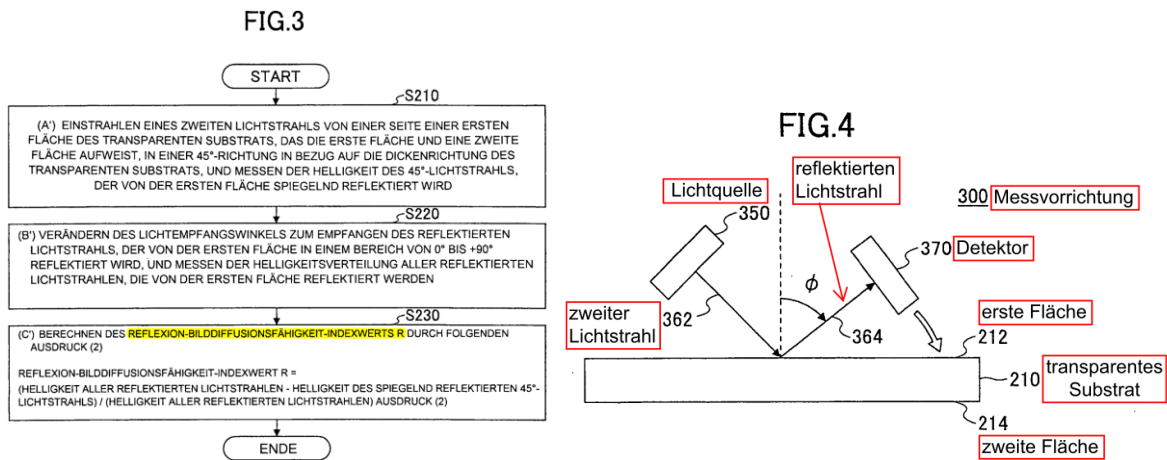 FIG.3
START
S210
(A') EINSTRAHLEN EINES ZWEITEN LICHTSTRAHLS VON EINER SEITE EINER ERSTEN
FLÄCHE DES TRANSPARENTEN SUBSTRATS, DAS DIE ERSTE FLÄCHE UND EINE ZWEITE
FLÄCHE AUFWEIST, IN EINER 45°-RICHTUNG IN BEZUG AUF DIE DICKENRICHTUNG DES
TRANSPARENTEN SUBSTRATS, UND MESSEN DER HELLIGKEIT DES 45°-LICHTSTRAHLS,
DER VON DER ERSTEN FLÄCHE SPIEGELND REFLEKTIERT WIRD
S220
(B') VERÄNDERN DES LICHTEMPFANGSWINKELS ZUM EMPFANGEN DES REFLEKTIERTEN
LICHTSTRAHLS, DER VON DER ERSTEN FLÄCHE IN EINEM BEREICH VON 0° BIS +90°
REFLEKTIERT WIRD, UND MESSEN DER HELLIGKEITSVERTEILUNG ALLER REFLEKTIERTEN
LICHTSTRAHLEN, DIE VON DER ERSTEN FLÄCHE REFLEKTIERT WERDEN
S230
(C') BERECHNEN DES REFLEXION-BILDDIFFUSIONSFÄHIGKEIT-INDEXWERTS R DURCH FOLGENDEN
AUSDRUCK (2)
REFLEXION-BILDDIFFUSIONSFÄHIGKEIT-INDEXWERT R =
(HELLIGKEIT ALLER REFLEKTIERTEN LICHTSTRAHLEN - HELLIGKEIT DES SPIEGELND REFLEKTIERTEN 45°-
LICHTSTRAHLS) / (HELLIGKEIT ALLER REFLEKTIERTEN LICHTSTRAHLEN) AUSDRUCK (2)
ENDE
FIG.4
Lichtquelle
350
reflektierten
Lichtstrahl
300 Messvorrichtung
370 Detektor
ϕ
zweiter
Lichtstrahl
362
364
erste Fläche
212
210 transparentes
Substrat
214
zweite Fläche